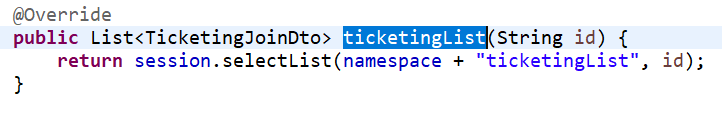 @Override
public List<TicketingJoinDto> ticketingList(String id) {
    return session.selectList(namespace + "ticketingList", id);
}